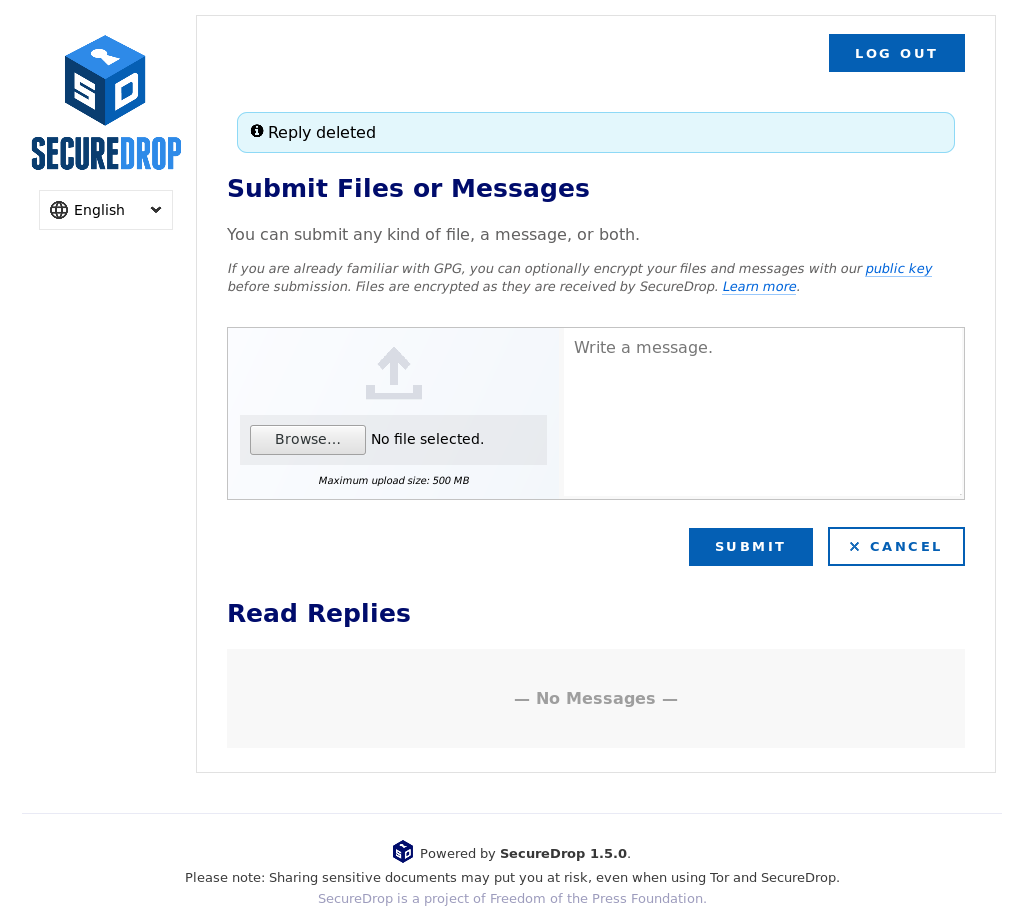 LOG OUT
SD
SECUREDROP
English
Reply deleted
Submit Files or Messages
You can submit any kind of file, a message, or both.
If you are already familiar with GPG, you can optionally encrypt your files and messages with our public key
before submission. Files are encrypted as they are received by SecureDrop. Learn more.
Write a message.
Browse... No file selected.
Maximum upload size: 500 MB
SUBMIT
× CANCEL
Read Replies
— No Messages —
SD
Powered by SecureDrop 1.5.0.
Please note: Sharing sensitive documents may put you at risk, even when using Tor and SecureDrop.
SecureDrop is a project of Freedom of the Press Foundation.